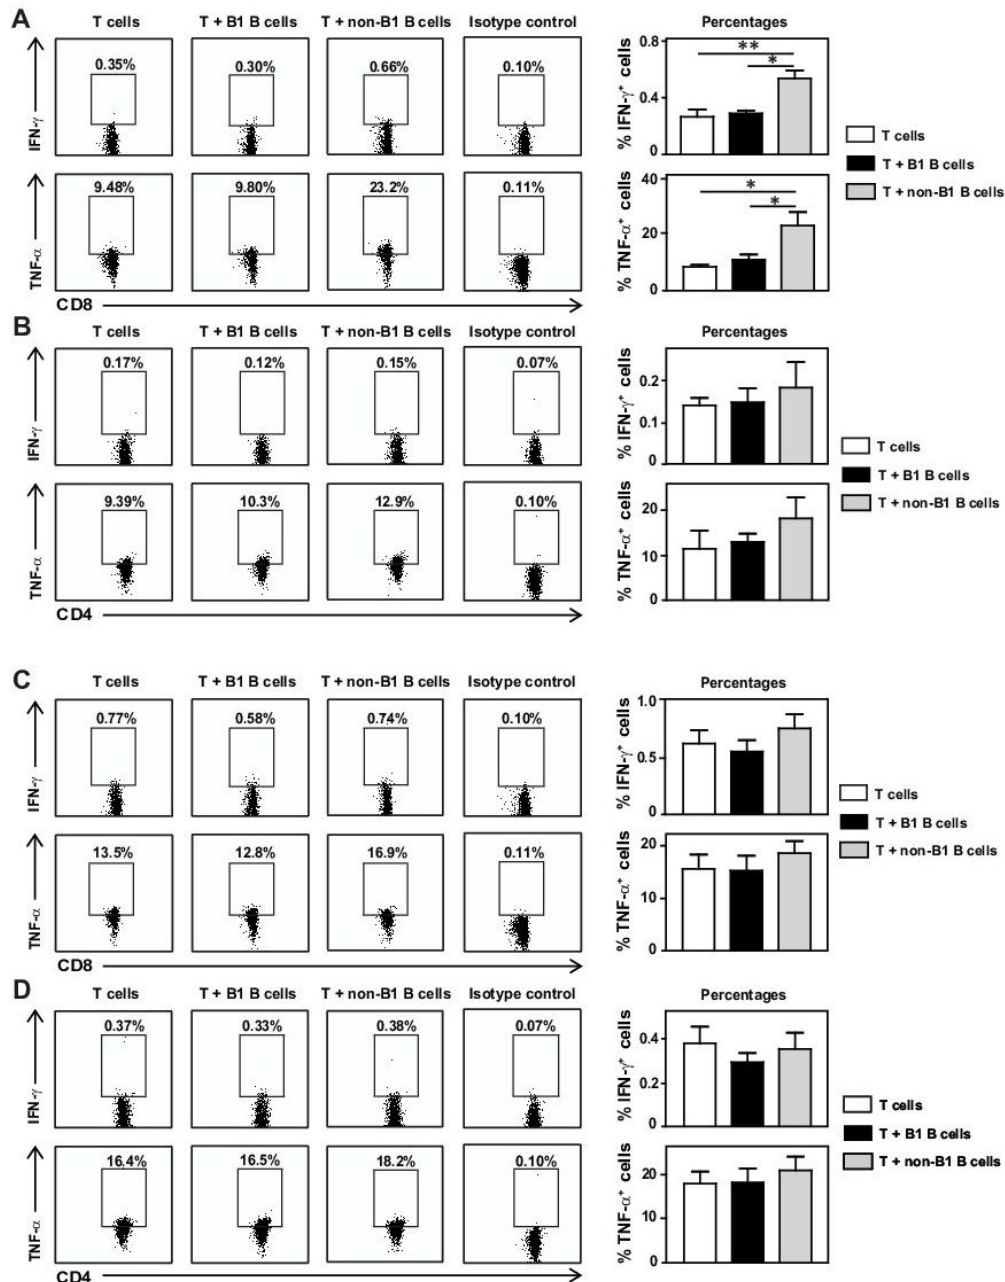 A
T cells T + B1 B cells T + non-B1 B cells Isotype control Percentages
IFN-γ
0.35% 0.30% 0.66% 0.10%
% IFN-γ+ cells
0.8
0.4
0
** *
T cells
T + B1 B cells
T + non-B1 B cells
TNF-α
9.48% 9.80% 23.2% 0.11%
% TNF-α+ cells
40
20
0
* *
CD8
B
T cells T + B1 B cells T + non-B1 B cells Isotype control Percentages
IFN-γ
0.17% 0.12% 0.15% 0.07%
% IFN-γ+ cells
0.2
0.1
0
T cells
T + B1 B cells
T + non-B1 B cells
TNF-α
9.39% 10.3% 12.9% 0.10%
% TNF-α+ cells
20
10
0
CD4
C
T cells T + B1 B cells T + non-B1 B cells Isotype control Percentages
IFN-γ
0.77% 0.58% 0.74% 0.10%
% IFN-γ+ cells
1.0
0.5
0
T cells
T + B1 B cells
T + non-B1 B cells
TNF-α
13.5% 12.8% 16.9% 0.11%
% TNF-α+ cells
20
10
0
CD8
D
T cells T + B1 B cells T + non-B1 B cells Isotype control Percentages
IFN-γ
0.37% 0.33% 0.38% 0.07%
% IFN-γ+ cells
0.4
0.2
0
T cells
T + B1 B cells
T + non-B1 B cells
TNF-α
16.4% 16.5% 18.2% 0.10%
% TNF-α+ cells
20
10
0
CD4